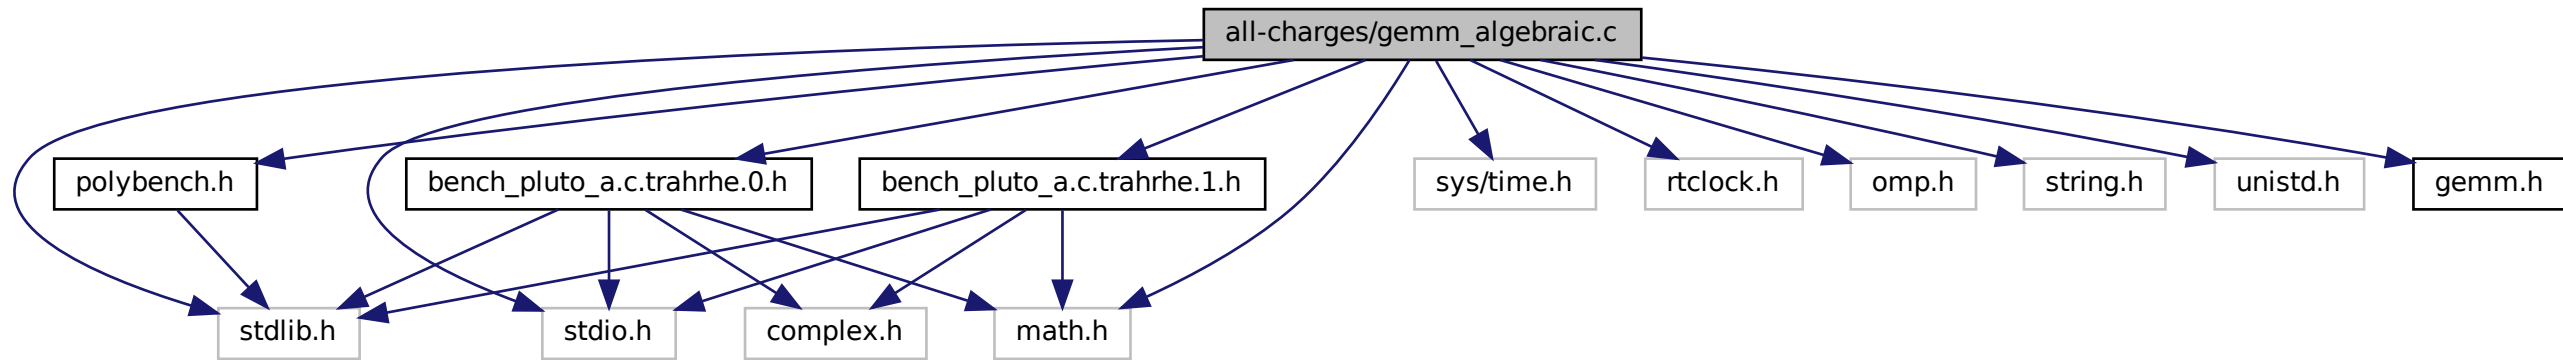 all-charges/gemm_algebraic.c
polybench.h
bench_pluto_a.c.trahrhe.0.h
bench_pluto_a.c.trahrhe.1.h
sys/time.h
rtclock.h
omp.h
string.h
unistd.h
gemm.h
stdlib.h
stdio.h
complex.h
math.h